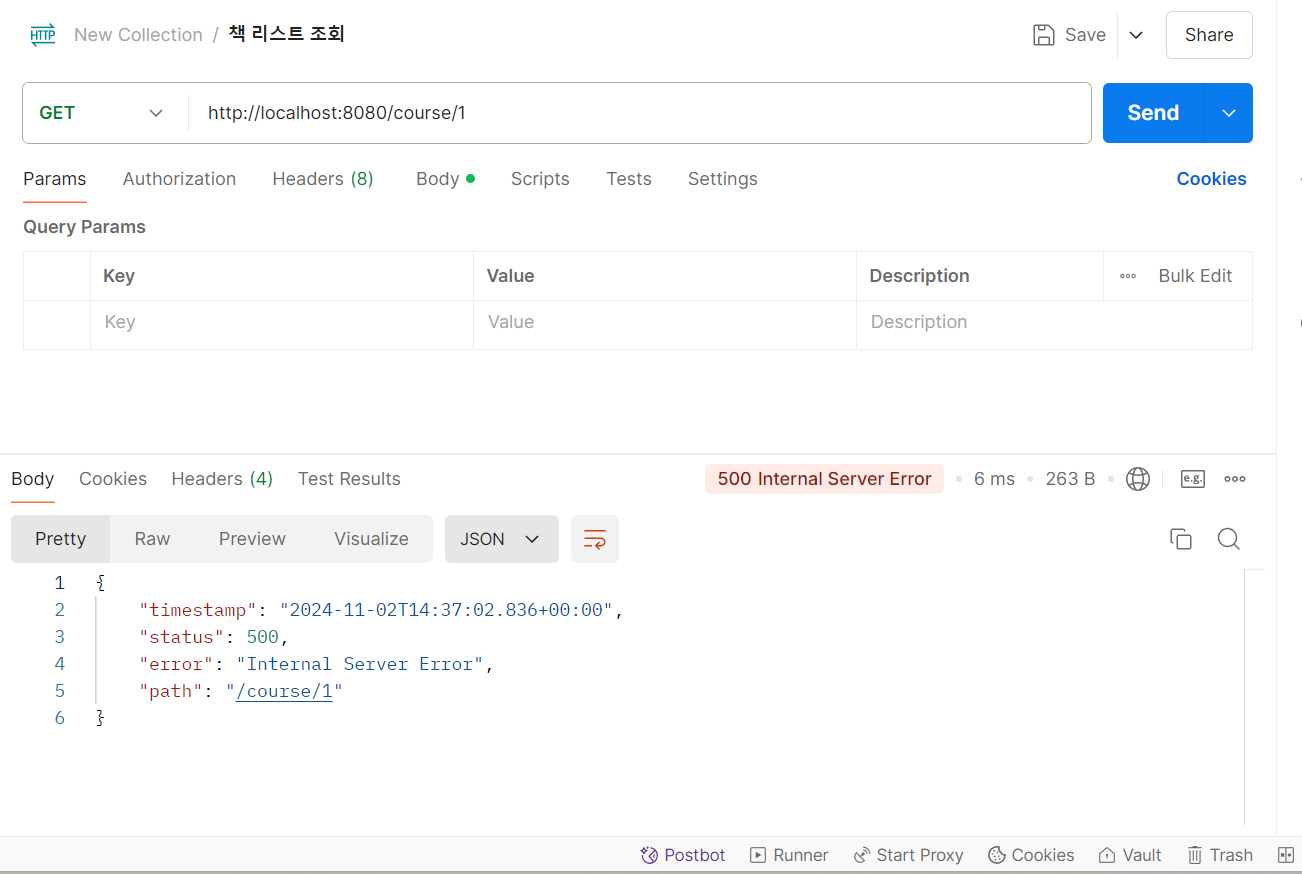 HTTP New Collection / 책 리스트 조회 Save Share
GET http://localhost:8080/course/1 Send
Params Authorization Headers (8) Body Scripts Tests Settings Cookies
Query Params
Key Value Description Bulk Edit
Key Value Description
Body Cookies Headers (4) Test Results 500 Internal Server Error 6 ms 263 B e.g.
Pretty Raw Preview Visualize JSON
1 {
2 "timestamp": "2024-11-02T14:37:02.836+00:00",
3 "status": 500,
4 "error": "Internal Server Error",
5 "path": "/course/1"
6 }
Postbot Runner Start Proxy Cookies Vault Trash